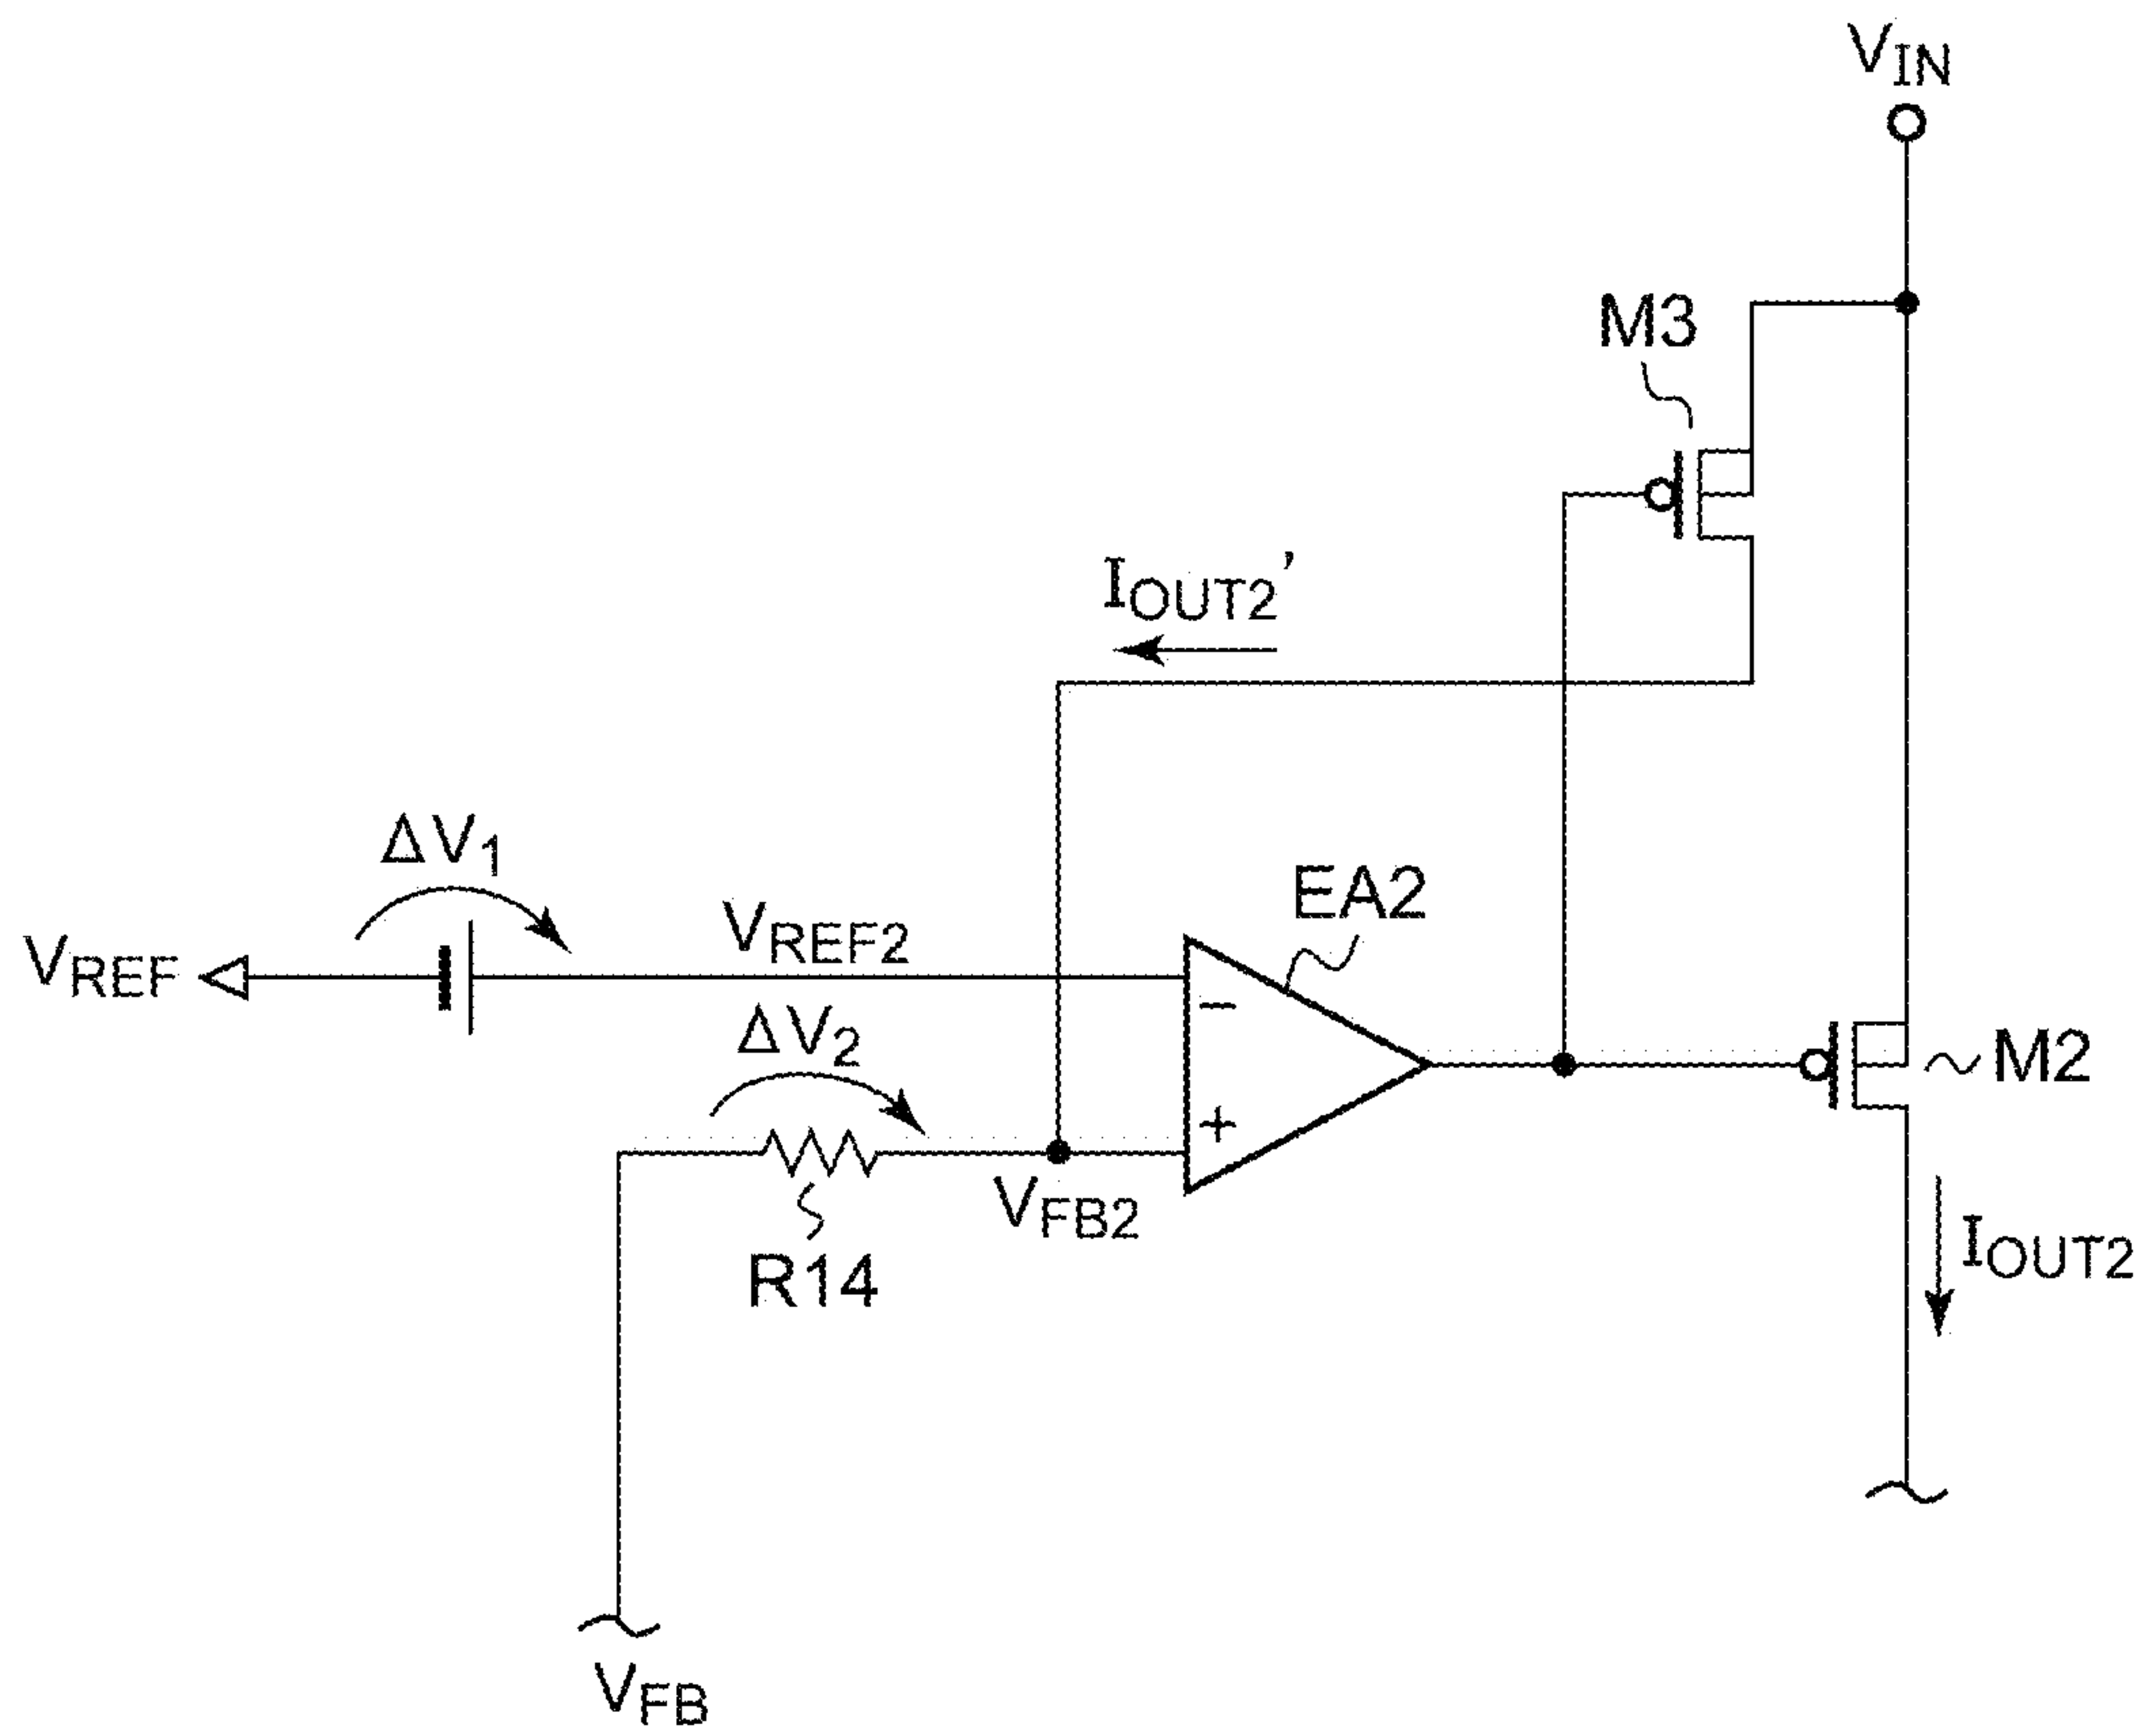 VIN
M3
IOUT2'
ΔV1
EA2
VREF
VREF2
−
ΔV2
M2
+
VFB2
IOUT2
R14
VFB